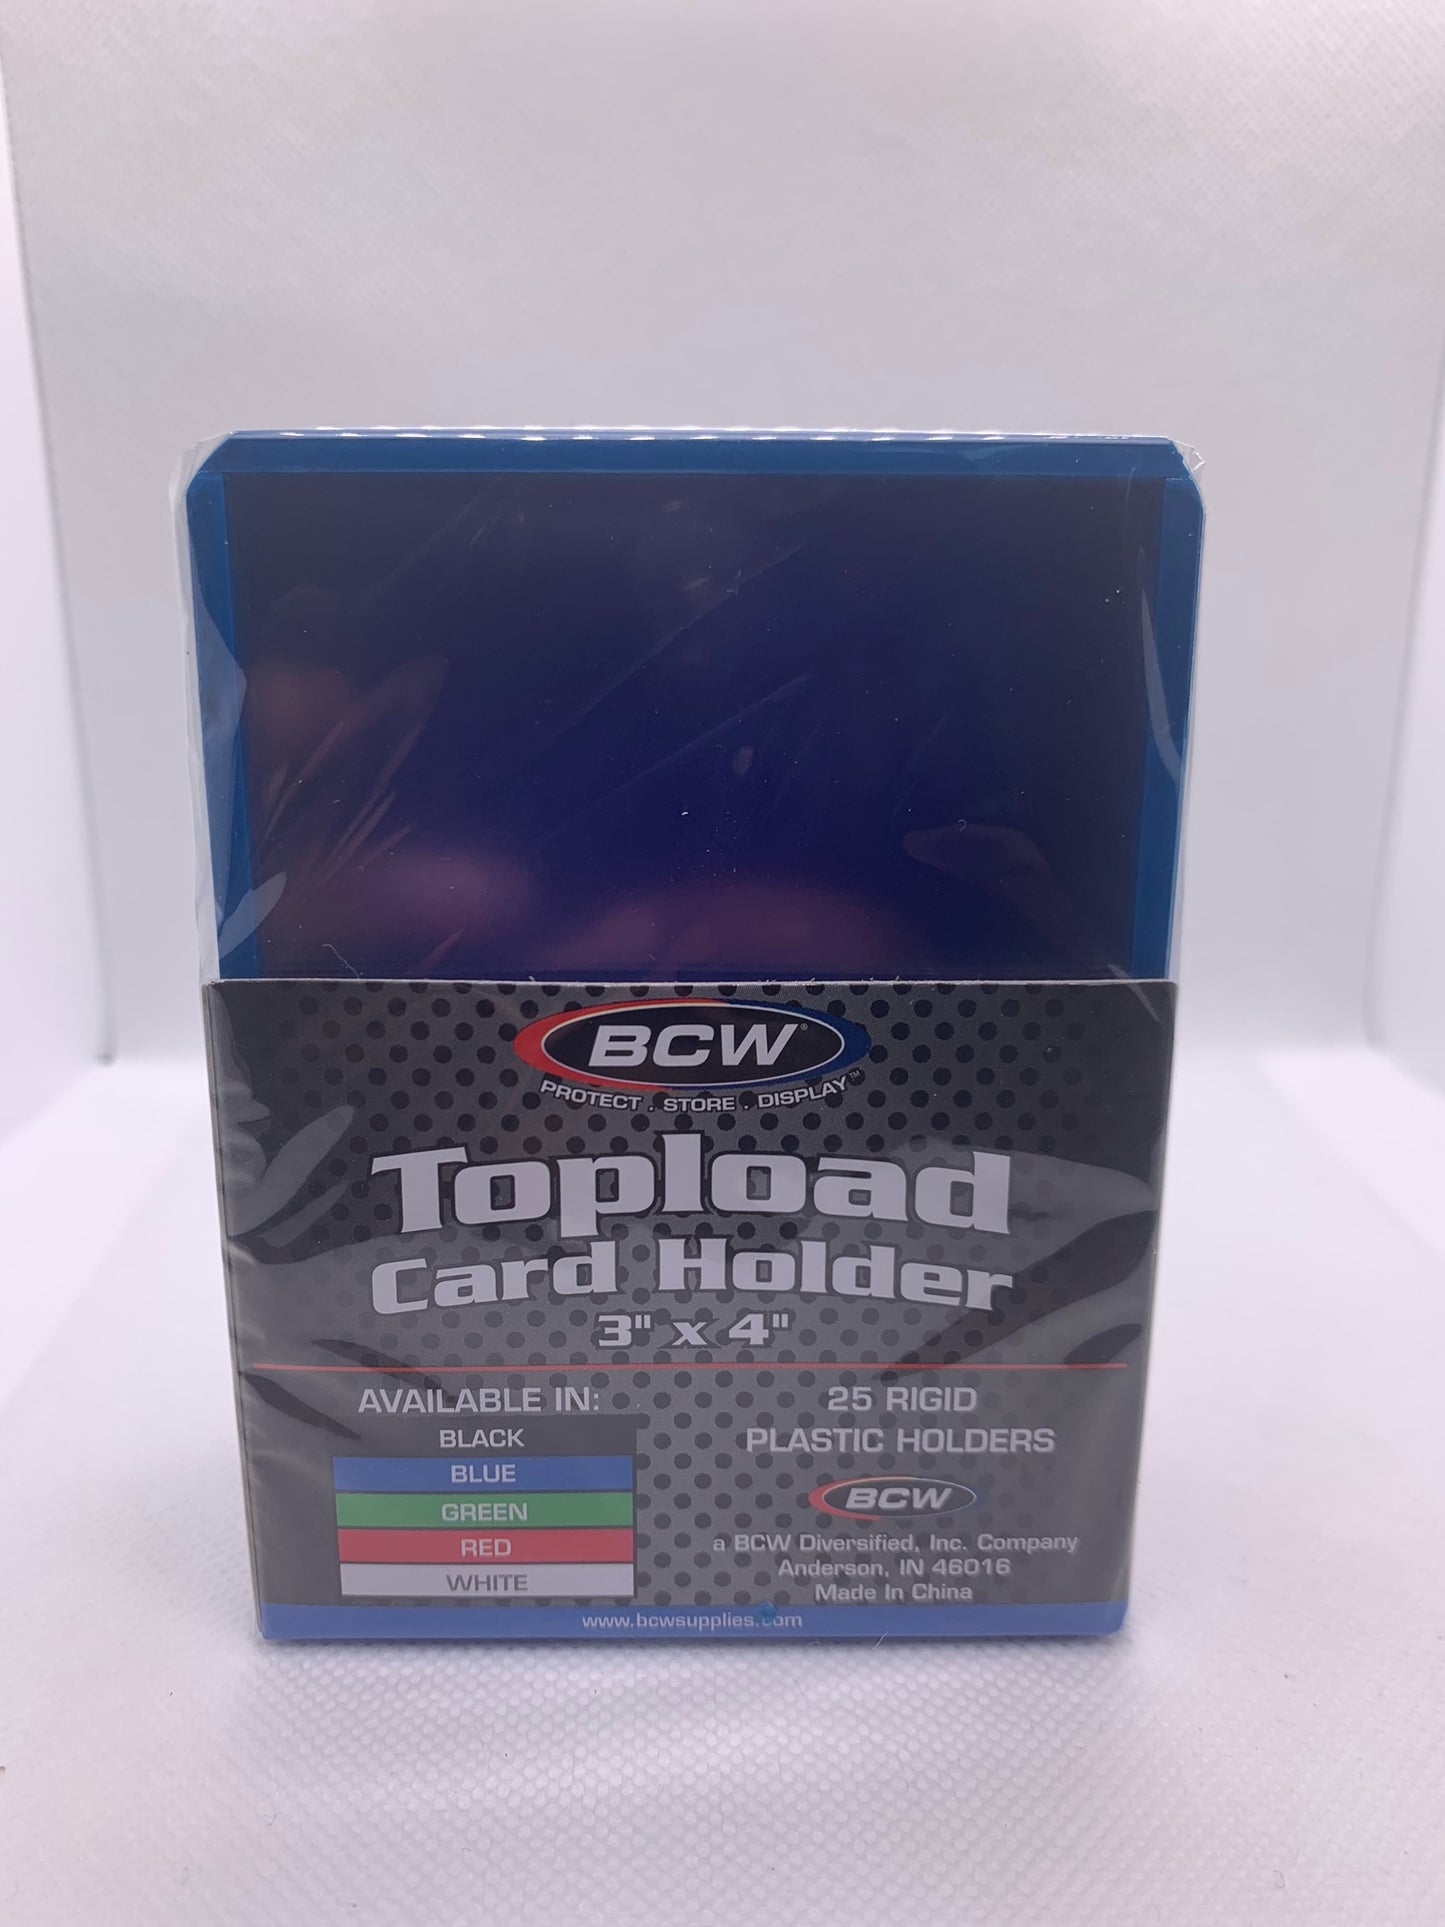 BCW®
PROTECT . STORE . DISPLAY™
Topload
Card Holder
3" x 4"
AVAILABLE IN:
BLACK
BLUE
GREEN
RED
WHITE
25 RIGID
PLASTIC HOLDERS
BCW
a BCW Diversified, Inc. Company
Anderson, IN 46016
Made In China
www.bcwsupplies.com